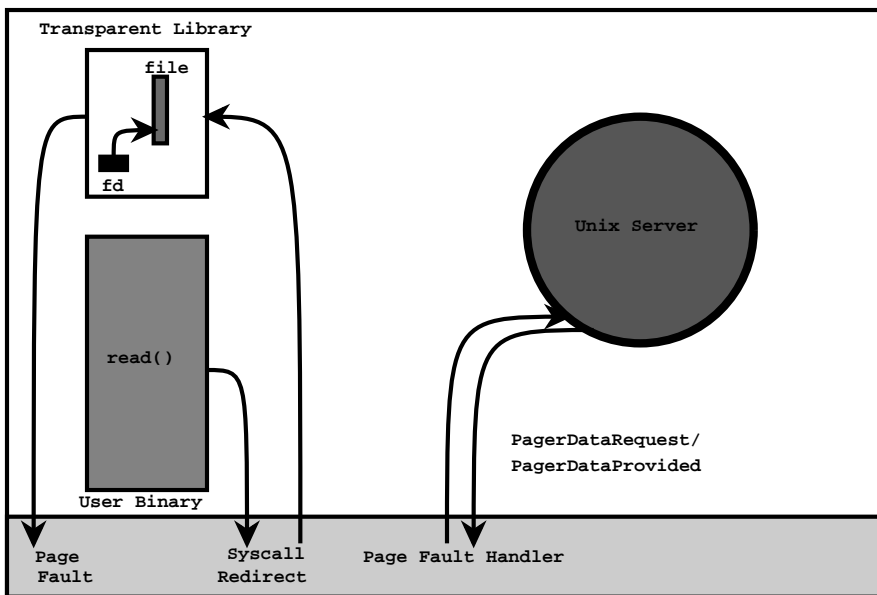 Transparent Library
file
fd
Unix Server
read()
PagerDataRequest/
PagerDataProvided
User Binary
Page
Fault
Syscall
Redirect
Page Fault Handler